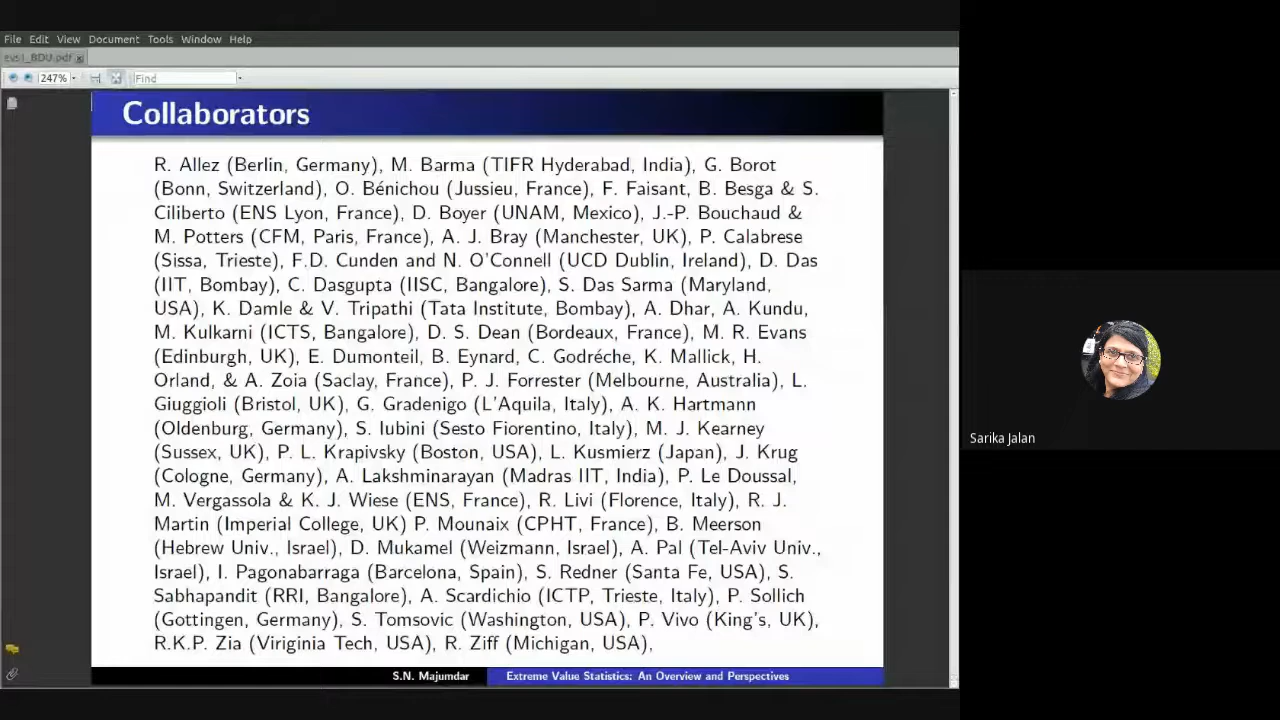 File Edit View Document Tools Window Help
evs1_BDU.pdf
247% Find
Collaborators
R. Allez (Berlin, Germany), M. Barma (TIFR Hyderabad, India), G. Borot
(Bonn, Switzerland), O. Bénichou (Jussieu, France), F. Faisant, B. Besga & S.
Ciliberto (ENS Lyon, France), D. Boyer (UNAM, Mexico), J.-P. Bouchaud &
M. Potters (CFM, Paris, France), A. J. Bray (Manchester, UK), P. Calabrese
(Sissa, Trieste), F.D. Cunden and N. O'Connell (UCD Dublin, Ireland), D. Das
(IIT, Bombay), C. Dasgupta (IISC, Bangalore), S. Das Sarma (Maryland,
USA), K. Damle & V. Tripathi (Tata Institute, Bombay), A. Dhar, A. Kundu,
M. Kulkarni (ICTS, Bangalore), D. S. Dean (Bordeaux, France), M. R. Evans
(Edinburgh, UK), E. Dumonteil, B. Eynard, C. Godréche, K. Mallick, H.
Orland, & A. Zoia (Saclay, France), P. J. Forrester (Melbourne, Australia), L.
Giuggioli (Bristol, UK), G. Gradenigo (L'Aquila, Italy), A. K. Hartmann
(Oldenburg, Germany), S. Iubini (Sesto Fiorentino, Italy), M. J. Kearney
(Sussex, UK), P. L. Krapivsky (Boston, USA), L. Kusmierz (Japan), J. Krug
(Cologne, Germany), A. Lakshminarayan (Madras IIT, India), P. Le Doussal,
M. Vergassola & K. J. Wiese (ENS, France), R. Livi (Florence, Italy), R. J.
Martin (Imperial College, UK) P. Mounaix (CPHT, France), B. Meerson
(Hebrew Univ., Israel), D. Mukamel (Weizmann, Israel), A. Pal (Tel-Aviv Univ.,
Israel), I. Pagonabarraga (Barcelona, Spain), S. Redner (Santa Fe, USA), S.
Sabhapandit (RRI, Bangalore), A. Scardichio (ICTP, Trieste, Italy), P. Sollich
(Gottingen, Germany), S. Tomsovic (Washington, USA), P. Vivo (King's, UK),
R.K.P. Zia (Viriginia Tech, USA), R. Ziff (Michigan, USA),
S.N. Majumdar Extreme Value Statistics: An Overview and Perspectives
Sarika Jalan